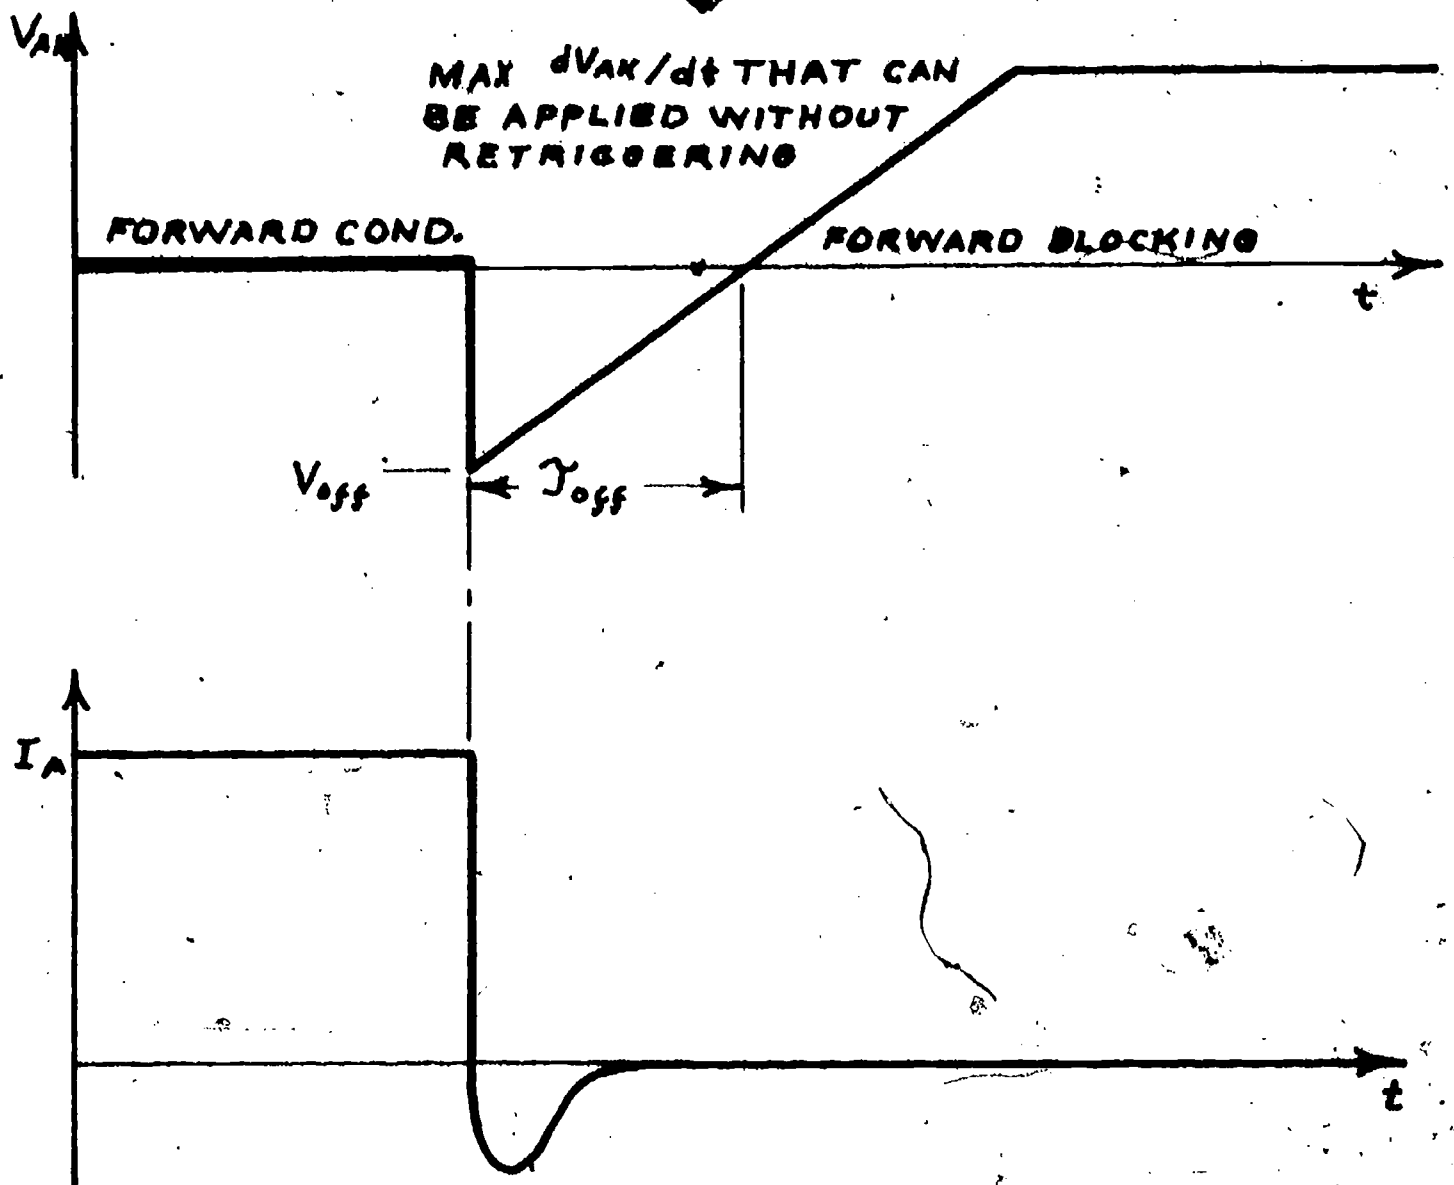 VAK
MAX dVAK/dt THAT CAN
BE APPLIED WITHOUT
RETRIGGERING
FORWARD COND.
FORWARD BLOCKING
t
Voff
Toff
IA
t